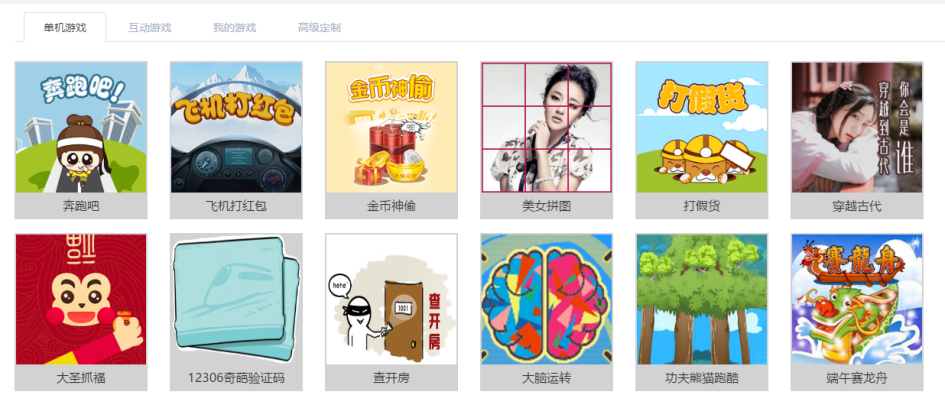 单机游戏
互动游戏
我的游戏
高级定制
奔跑吧!
飞机打红包
金币神偷
啦
打假货
你会是谁
穿越到古代
奔跑吧
飞机打红包
金币神偷
美女拼图
打假货
穿越古代
福
hehe
1001
查开房
赛龍舟
大圣抓福
12306奇葩验证码
查开房
大脑运转
功夫熊猫跑酷
端午赛龙舟